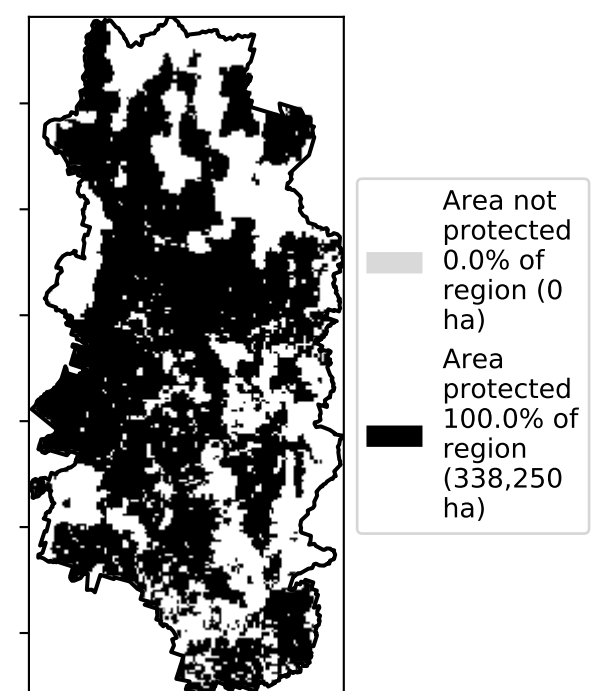 Area not
protected
0.0% of
region (0
ha)
Area
protected
100.0% of
region
(338,250
ha)